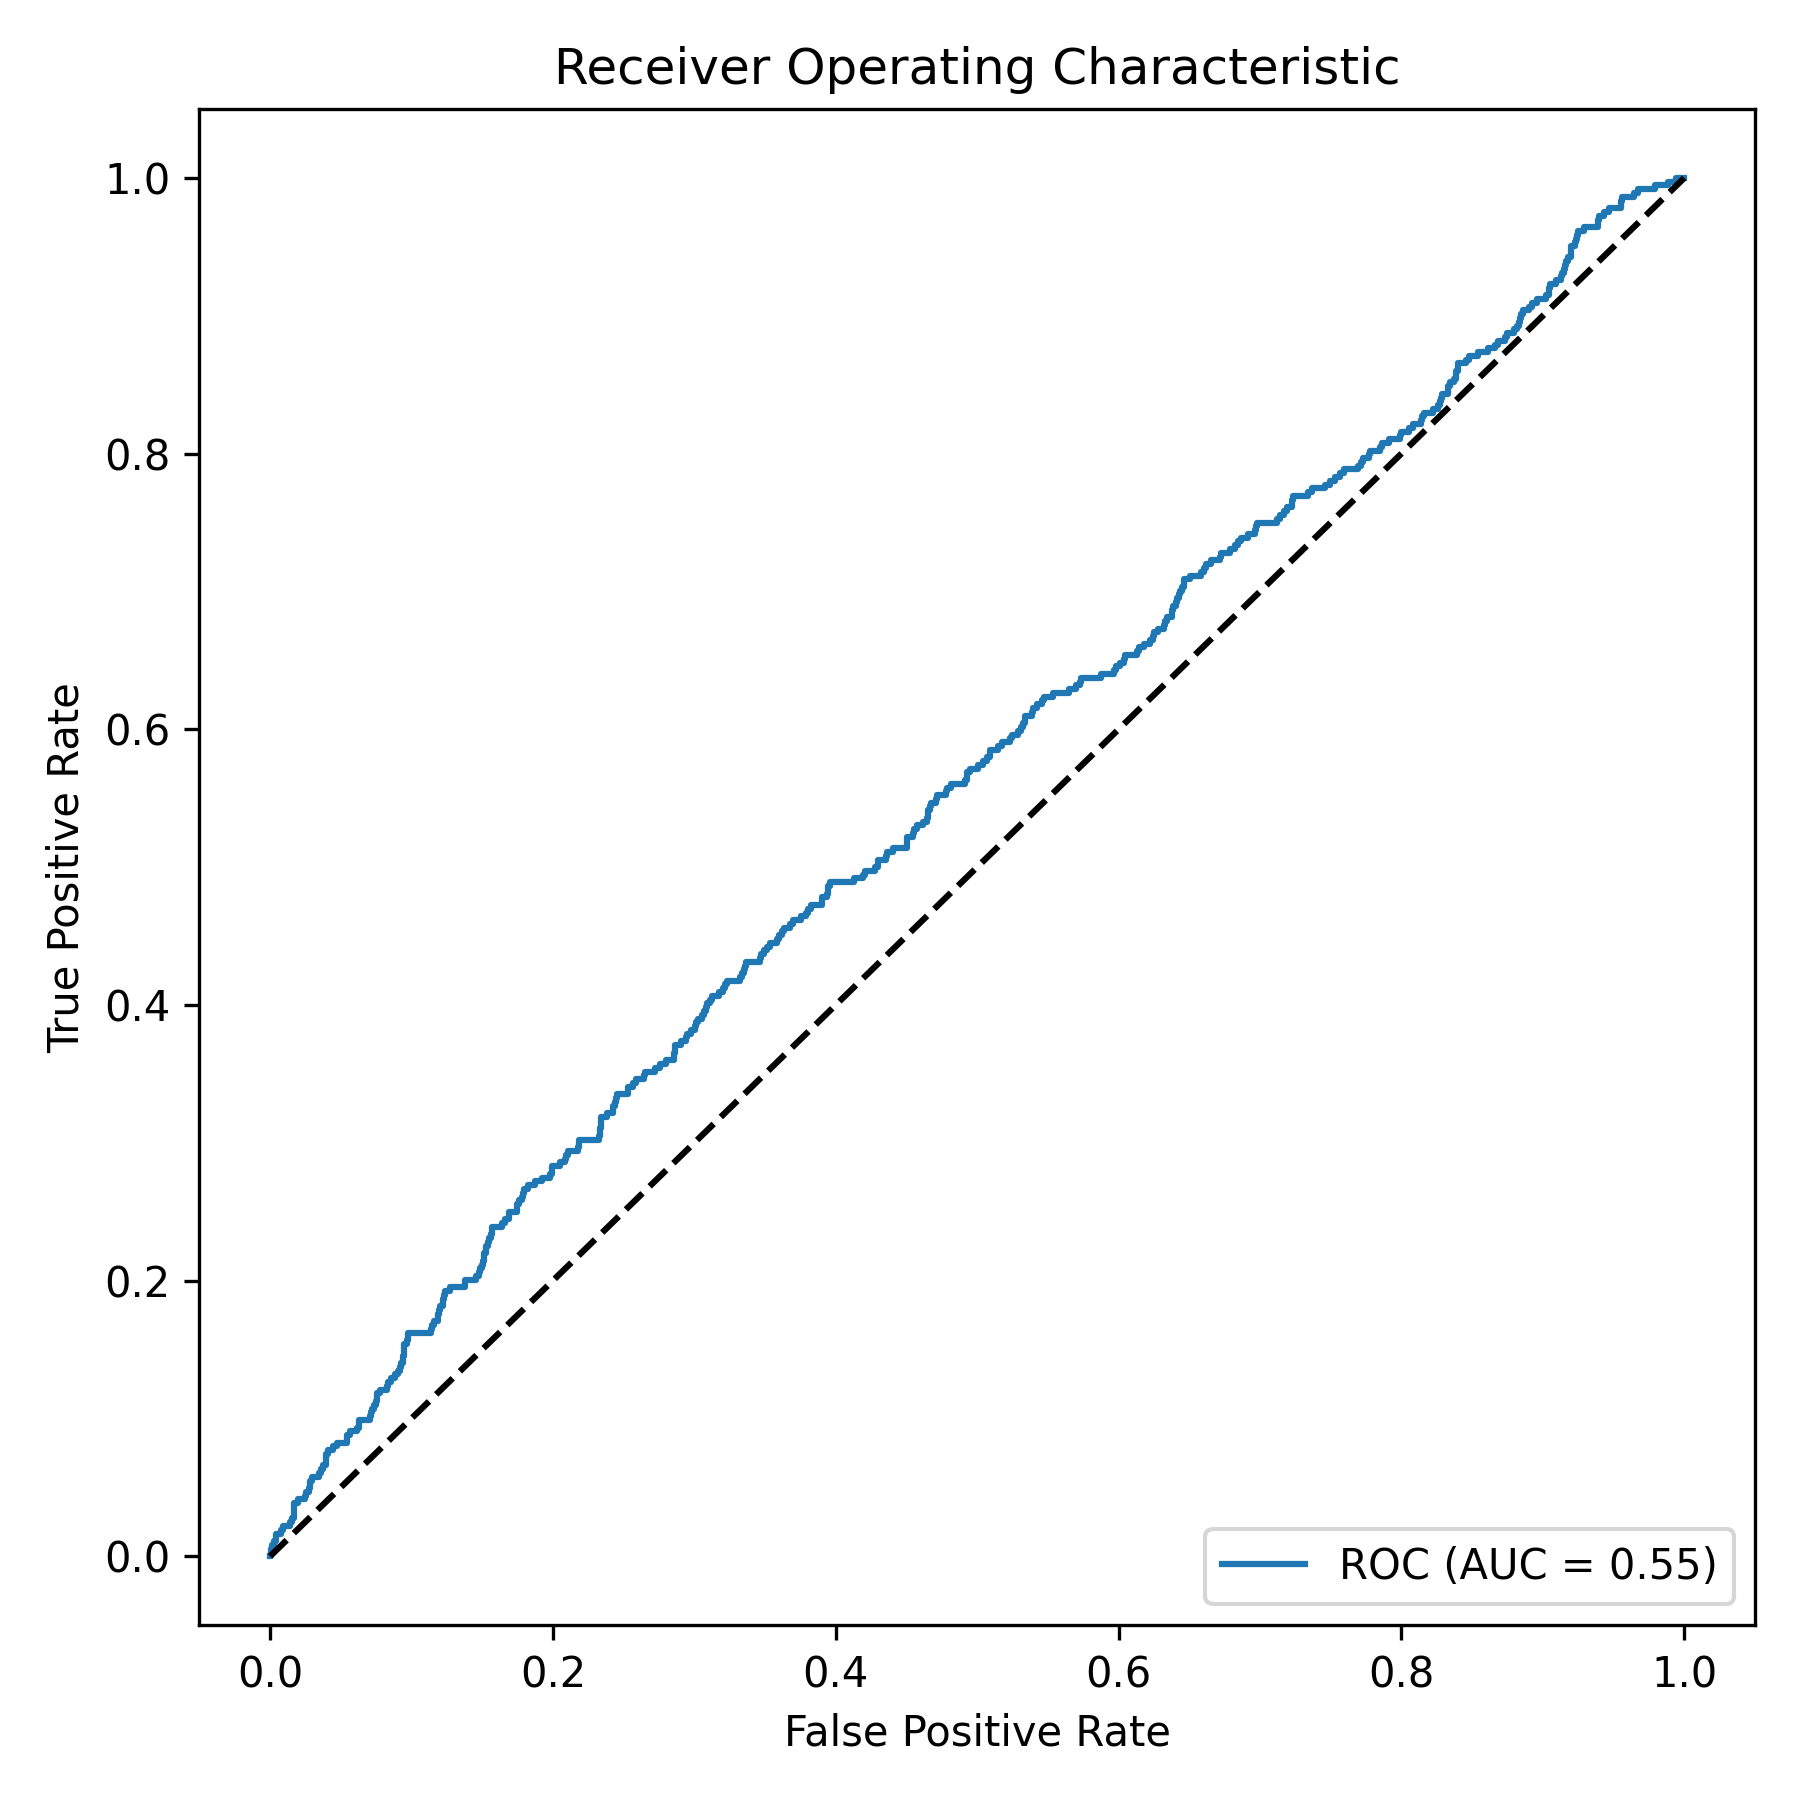 Receiver Operating Characteristic
1.0
0.8
0.6
0.4
0.2
0.0
True Positive Rate
ROC (AUC = 0.55)
0.0 0.2 0.4 0.6 0.8 1.0
False Positive Rate